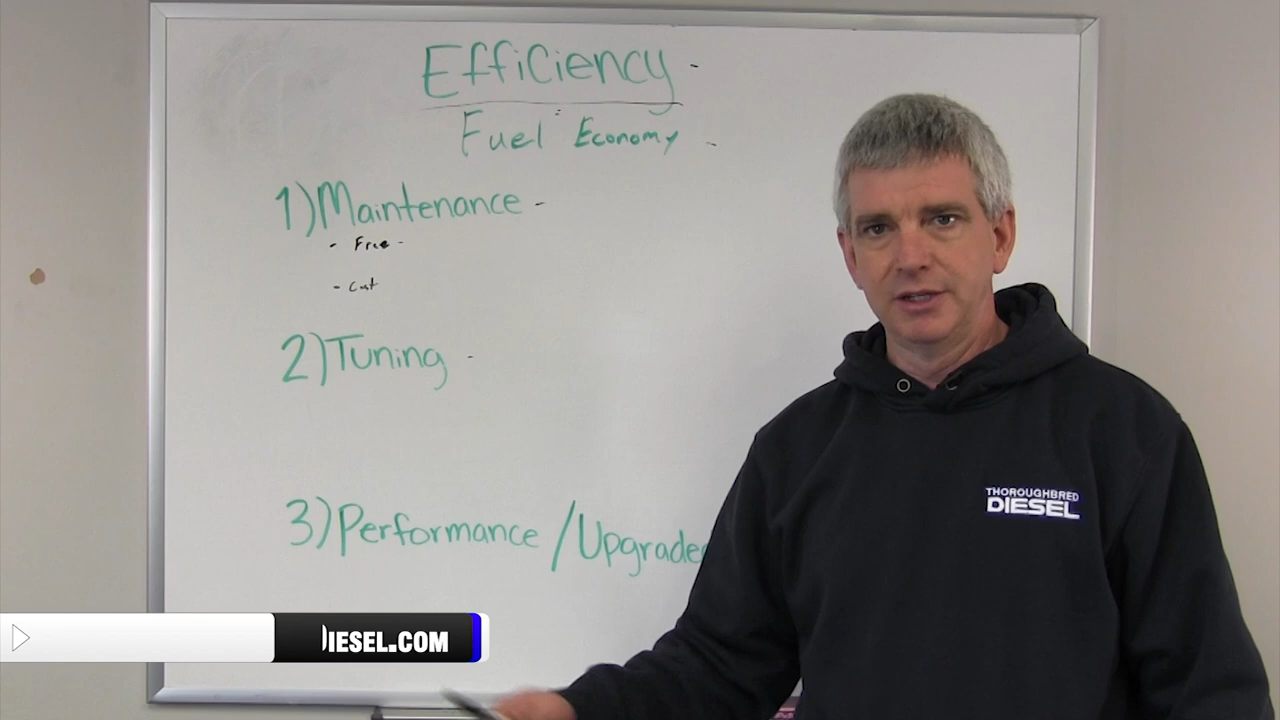 Efficiency -
Fuel Economy -
1) Maintenance -
- Free -
- Cost
2) Tuning -
3) Performance / Upgrades
THOROUGHBRED
DIESEL
IESEL.COM